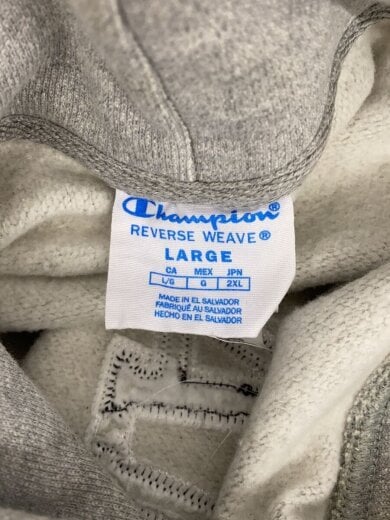 Champion®
REVERSE WEAVE®
LARGE
CA MEX JPN
L/G G 2XL
MADE IN EL SALVADOR
FABRIQUÉ AU SALVADOR
HECHO EN EL SALVADOR